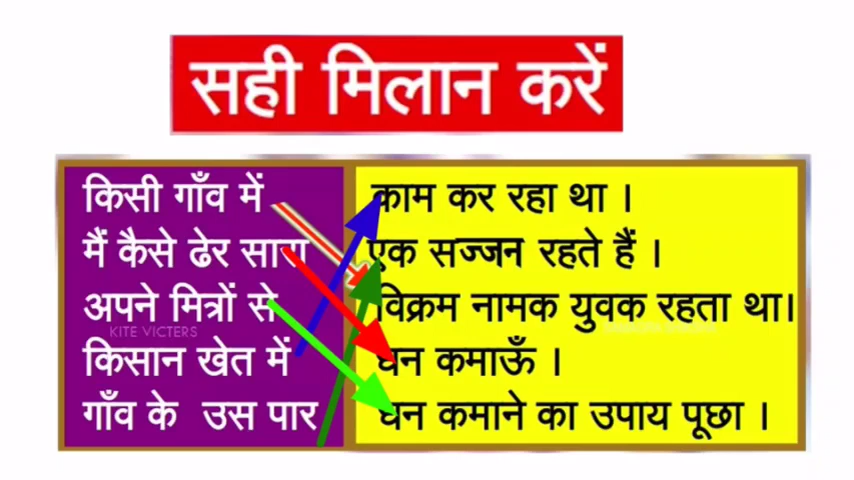 सही मिलान करें
किसी गाँव में
मैं कैसे ढेर सारा
अपने मित्रों से
KITE VICTERS
किसान खेत में
गाँव के उस पार
काम कर रहा था ।
एक सज्जन रहते हैं ।
विक्रम नामक युवक रहता था।
धन कमाऊँ ।
धन कमाने का उपाय पूछा ।